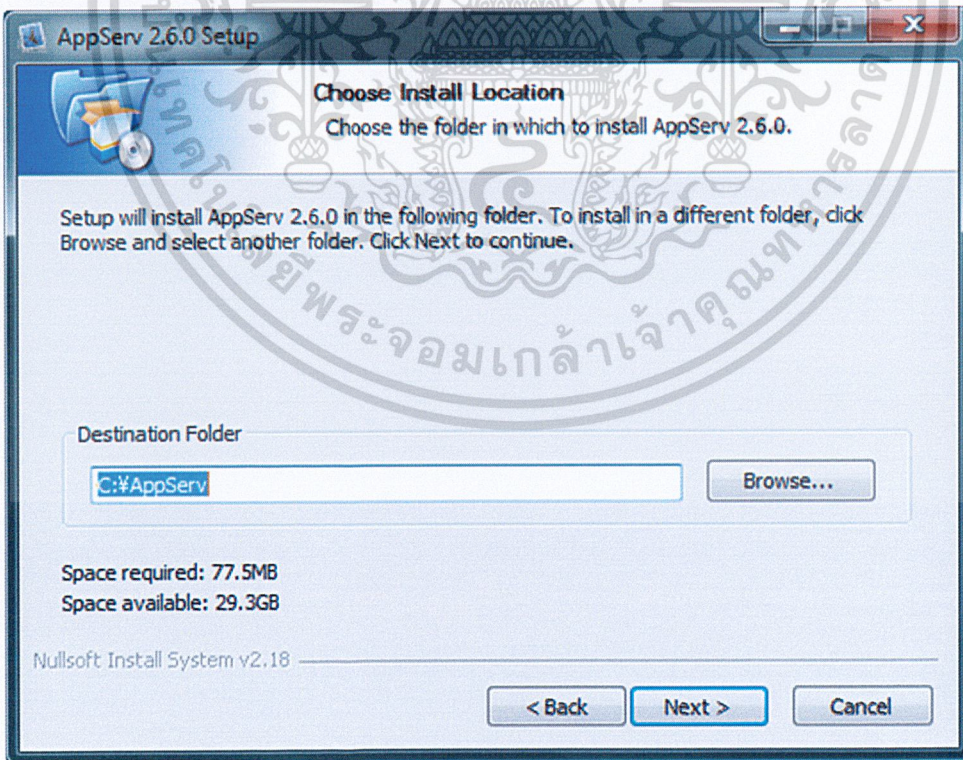 AppServ 2.6.0 Setup
Choose Install Location
Choose the folder in which to install AppServ 2.6.0.
Setup will install AppServ 2.6.0 in the following folder. To install in a different folder, click
Browse and select another folder. Click Next to continue.
พระจอมเกล้าเจ้าคุณทหาร
Destination Folder
C:¥AppServ
Browse...
Space required: 77.5MB
Space available: 29.3GB
Nullsoft Install System v2.18
< Back
Next >
Cancel